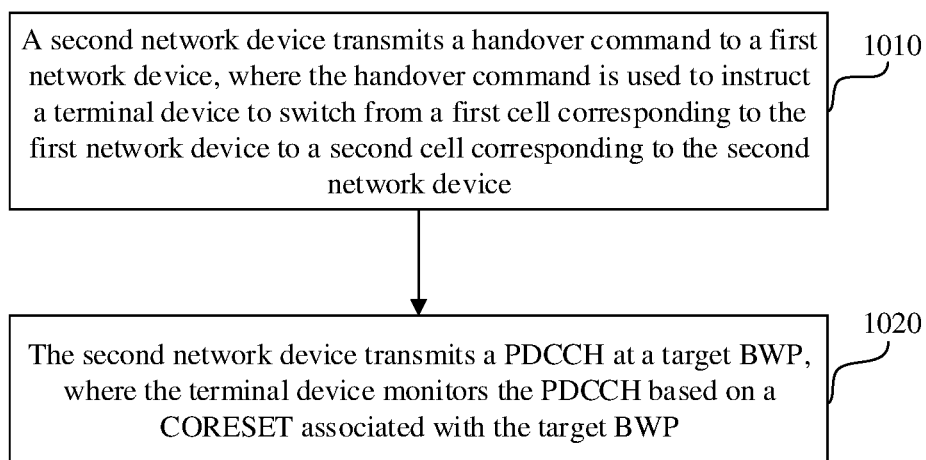 A second network device transmits a handover command to a first
network device, where the handover command is used to instruct
a terminal device to switch from a first cell corresponding to the
first network device to a second cell corresponding to the second
network device
1010
The second network device transmits a PDCCH at a target BWP,
where the terminal device monitors the PDCCH based on a
CORESET associated with the target BWP
1020